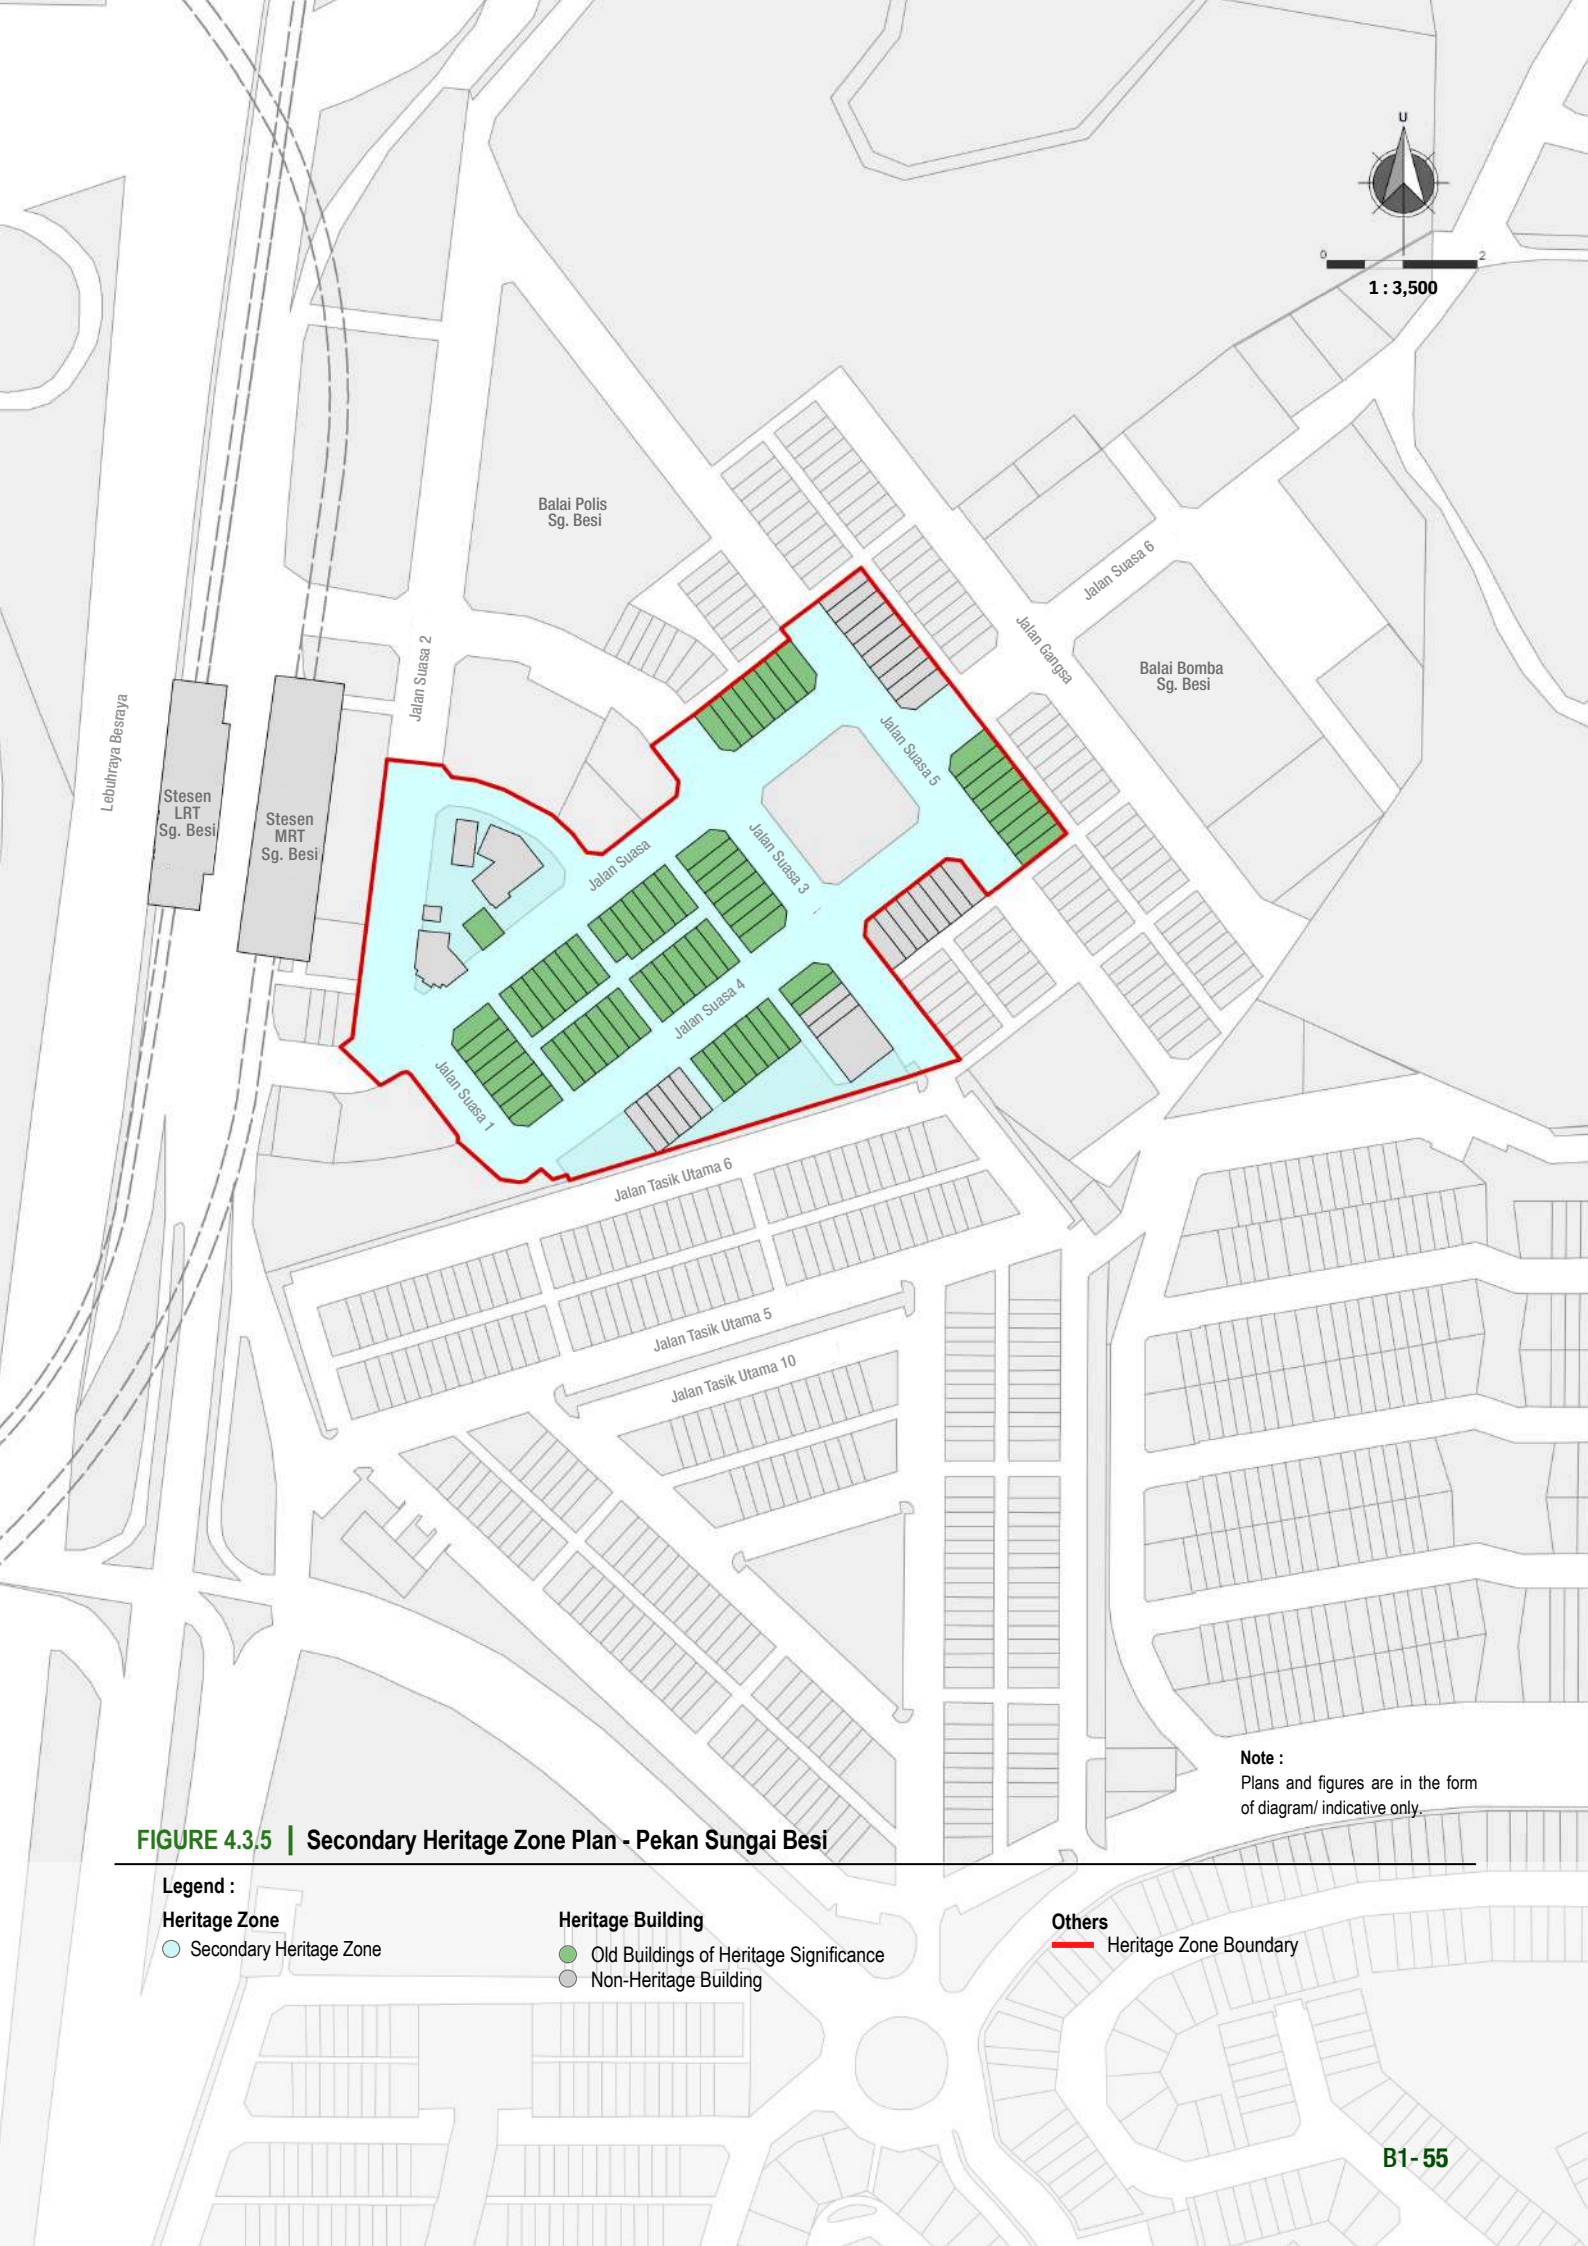 U
0 2
1 : 3,500
Balai Polis
Sg. Besi
Jalan Suasa 6
Jalan Gangsa
Balai Bomba
Sg. Besi
Jalan Suasa 2
Lebuhraya Besraya
Stesen
LRT
Sg. Besi
Stesen
MRT
Sg. Besi
Jalan Suasa 5
Jalan Suasa
Jalan Suasa 3
Jalan Suasa 4
Jalan Suasa 1
Jalan Tasik Utama 6
Jalan Tasik Utama 5
Jalan Tasik Utama 10
Note :
Plans and figures are in the form
of diagram/ indicative only.
FIGURE 4.3.5 | Secondary Heritage Zone Plan - Pekan Sungai Besi
Legend :
Heritage Zone
Secondary Heritage Zone
Heritage Building
Old Buildings of Heritage Significance
Non-Heritage Building
Others
Heritage Zone Boundary
B1- 55